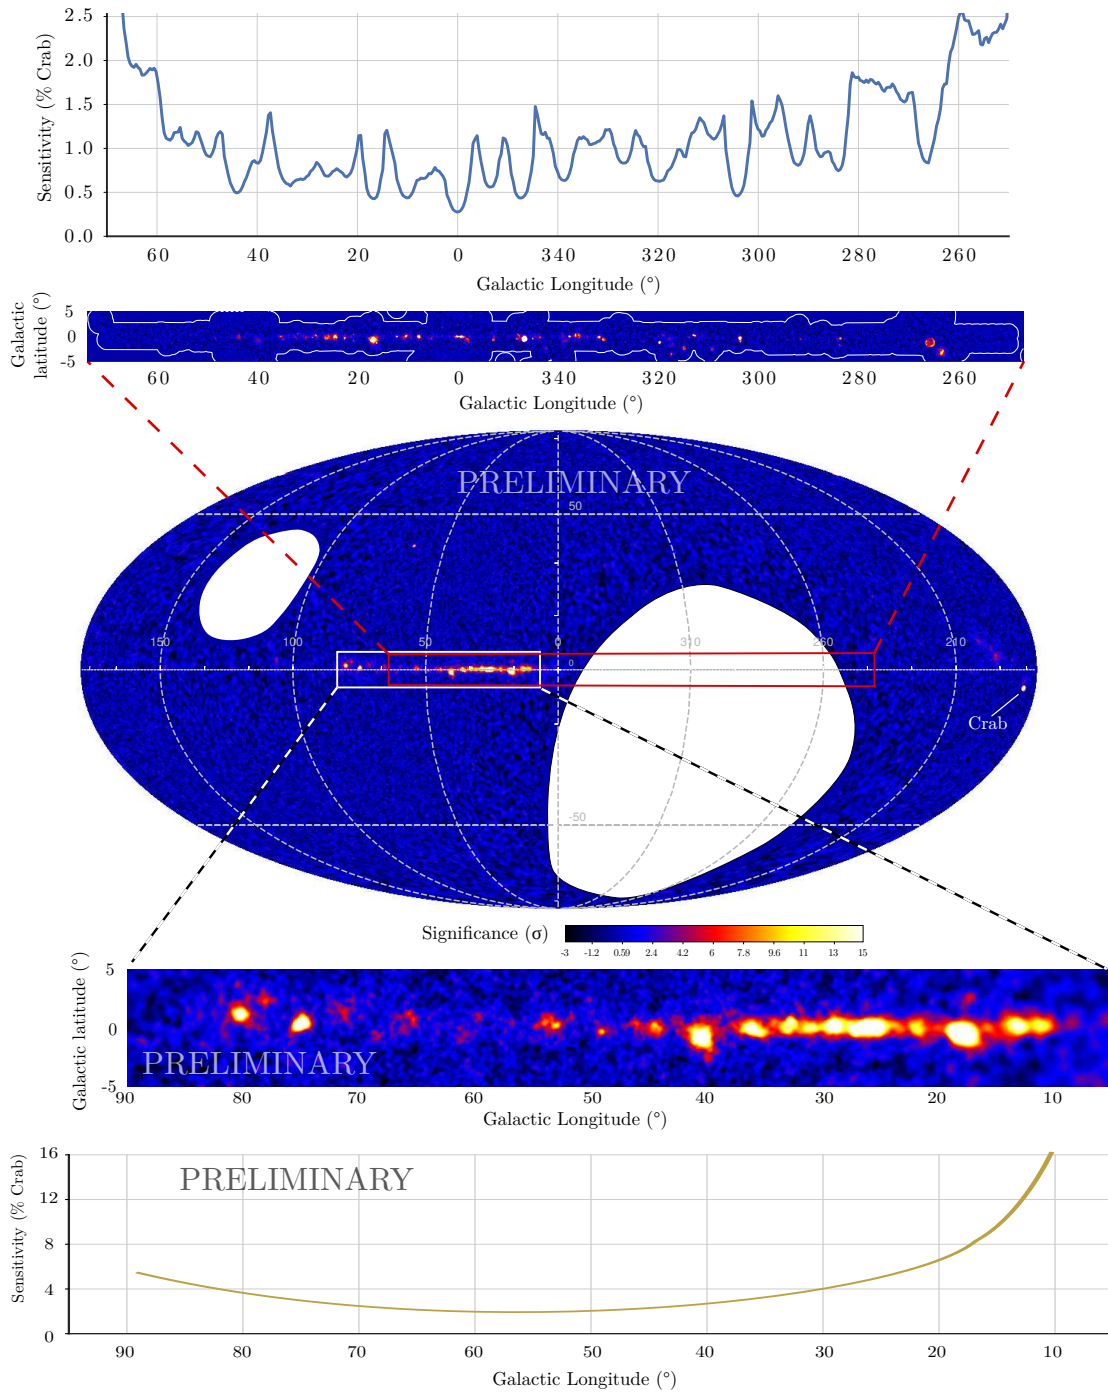 2.5
2.0
1.5
1.0
0.5
0.0
Sensitivity (% Crab)
60 40 20 0 340 320 300 280 260
Galactic Longitude (°)
Galactic
latitude (°)
5
0
-5
60 40 20 0 340 320 300 280 260
Galactic Longitude (°)
PRELIMINARY
50
150 100 50 0 310 260 210
0
Crab
-50
Significance (σ)
-3 -1.2 0.59 2.4 4.2 6 7.8 9.6 11 13 15
Galactic latitude (°)
5
0
-5
PRELIMINARY
90 80 70 60 50 40 30 20 10
Galactic Longitude (°)
Sensitivity (% Crab)
16
12
8
4
0
PRELIMINARY
90 80 70 60 50 40 30 20 10
Galactic Longitude (°)